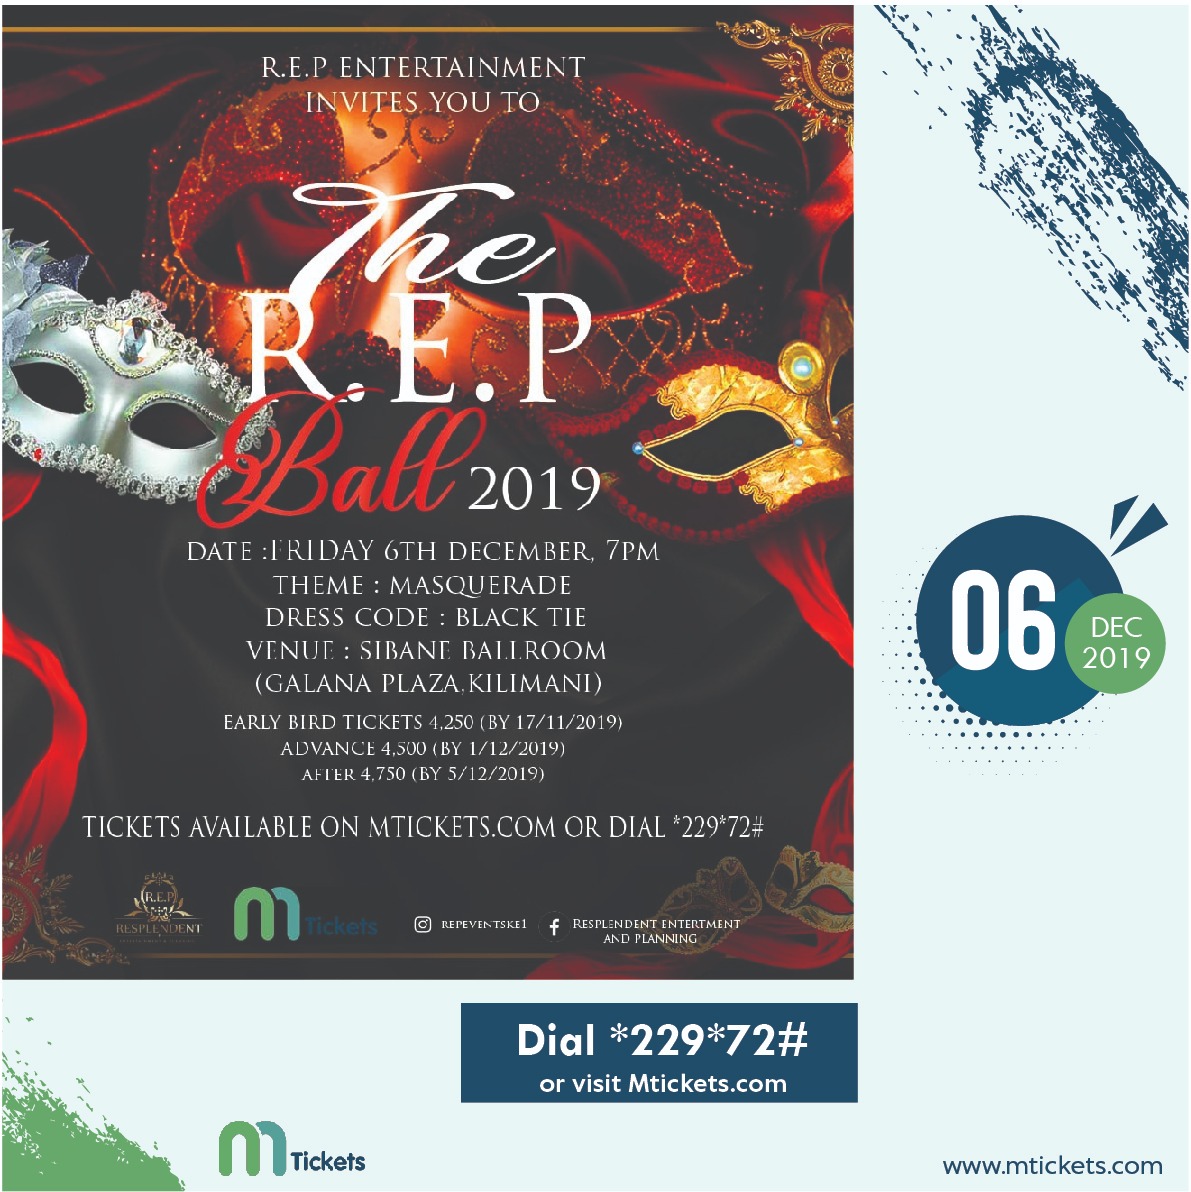 R.E.P ENTERTAINMENT
INVITES YOU TO
The
R.E.P
Ball 2019
DATE :FRIDAY 6TH DECEMBER, 7PM
THEME : MASQUERADE
DRESS CODE : BLACK TIE
VENUE : SIBANE BALLROOM
(GALANA PLAZA,KILIMANI)
EARLY BIRD TICKETS 4,250 (BY 17/11/2019)
ADVANCE 4,500 (BY 1/12/2019)
AFTER 4,750 (BY 5/12/2019)
TICKETS AVAILABLE ON MTICKETS.COM OR DIAL *229*72#
R.E.P
RESPLENDENT
m Tickets
REPEVENTSKE1
RESPLENDENT ENTERTMENT
AND PLANNING
06
DEC
2019
Dial *229*72#
or visit Mtickets.com
m Tickets
www.mtickets.com